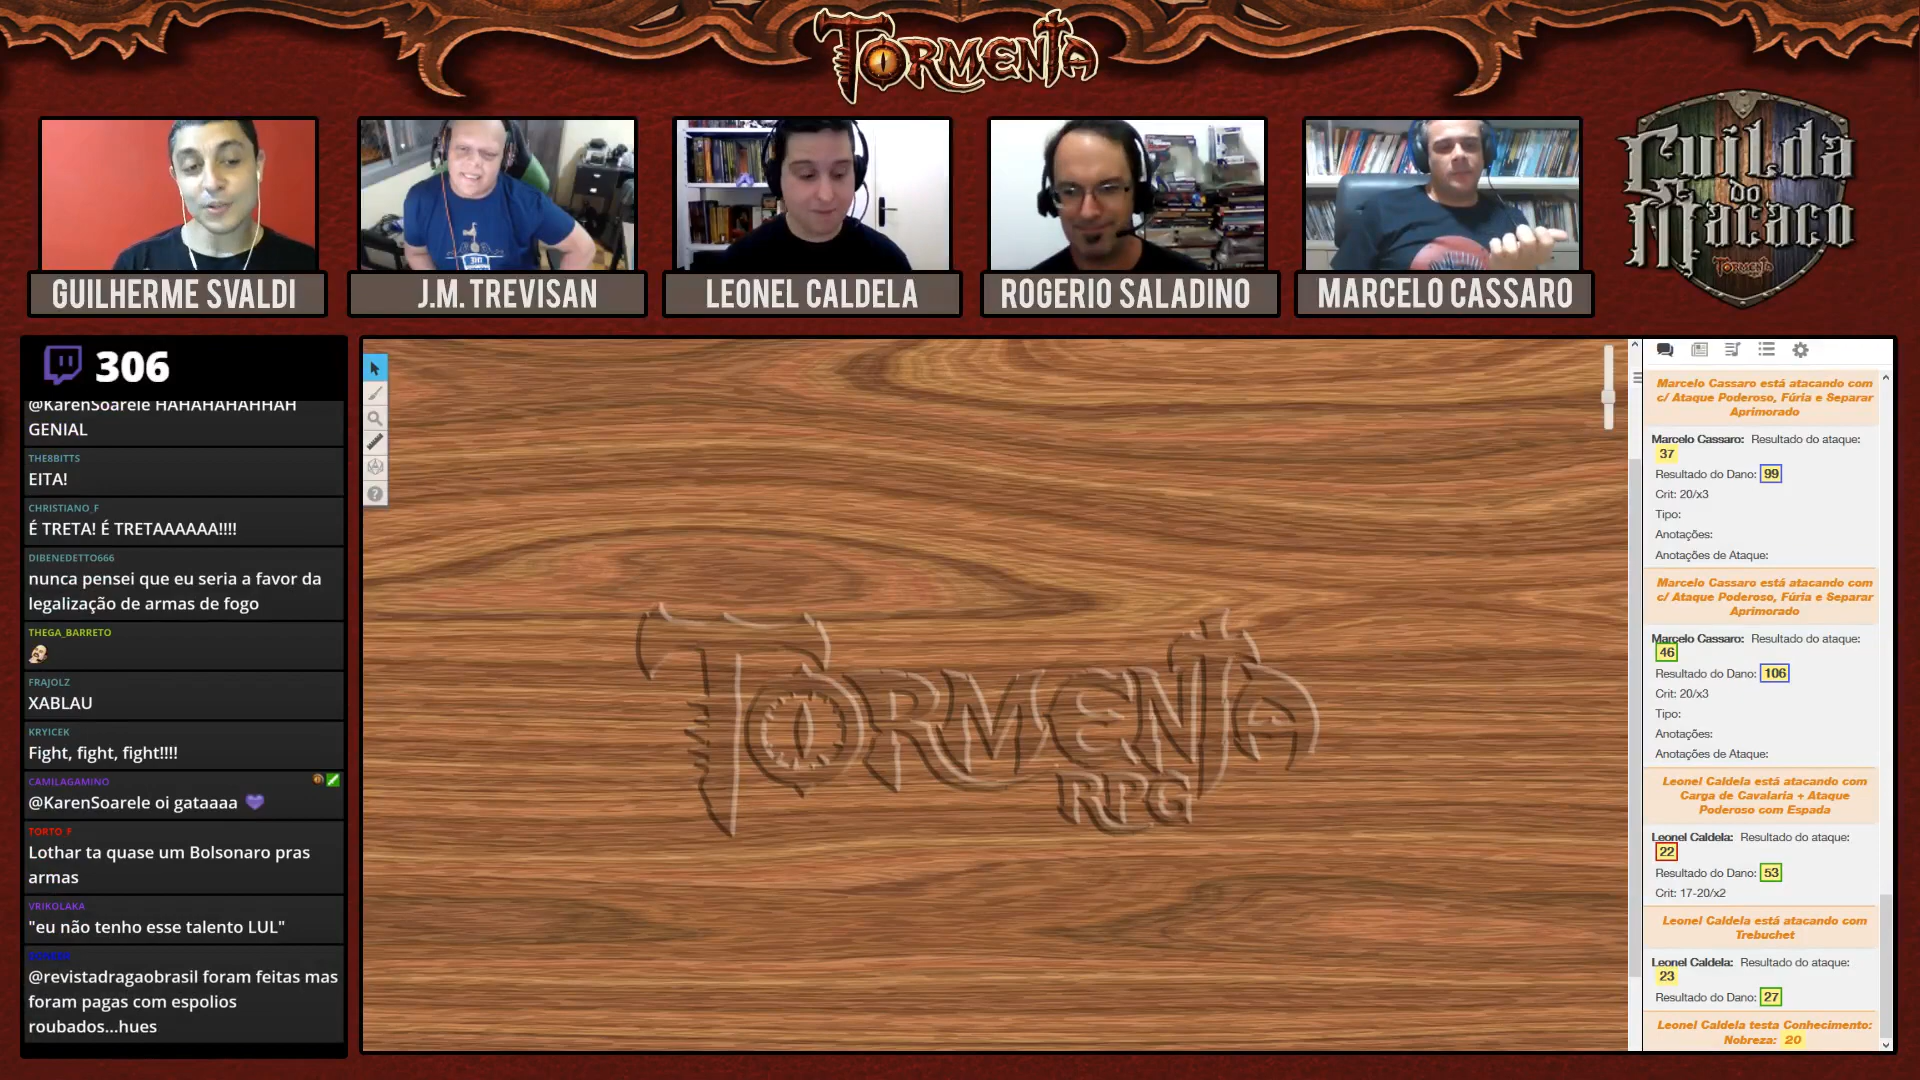 TORMENTA
GUILHERME SVALDI
J.M. TREVISAN
LEONEL CALDELA
ROGERIO SALADINO
MARCELO CASSARO
Guilda
do
Macaco
TORMENTA
306
@KarenSoarele HAHAHAHAHHAH
GENIAL
THE8BITTS
EITA!
CHRISTIANO_F
É TRETA! É TRETAAAAAA!!!!
DIBENEDETTO666
nunca pensei que eu seria a favor da
legalização de armas de fogo
THEGA_BARRETO
FRAJOLZ
XABLAU
KRYICEK
Fight, fight, fight!!!!
CAMILAGAMINO
@KarenSoarele oi gataaaa
TORTO_F
Lothar ta quase um Bolsonaro pras
armas
VRIKOLAKA
"eu não tenho esse talento LUL"
@revistadragaobrasil foram feitas mas
foram pagas com espolios
roubados...hues
TORMENTA
RPG
Marcelo Cassaro está atacando com
c/ Ataque Poderoso, Fúria e Separar
Aprimorado
Marcelo Cassaro: Resultado do ataque:
37
Resultado do Dano: 99
Crit: 20/x3
Tipo:
Anotações:
Anotações de Ataque:
Marcelo Cassaro está atacando com
c/ Ataque Poderoso, Fúria e Separar
Aprimorado
Marcelo Cassaro: Resultado do ataque:
46
Resultado do Dano: 106
Crit: 20/x3
Tipo:
Anotações:
Anotações de Ataque:
Leonel Caldela está atacando com
Carga de Cavalaria + Ataque
Poderoso com Espada
Leonel Caldela: Resultado do ataque:
22
Resultado do Dano: 53
Crit: 17-20/x2
Leonel Caldela está atacando com
Trebuchet
Leonel Caldela: Resultado do ataque:
23
Resultado do Dano: 27
Leonel Caldela testa Conhecimento:
Nobreza: 20